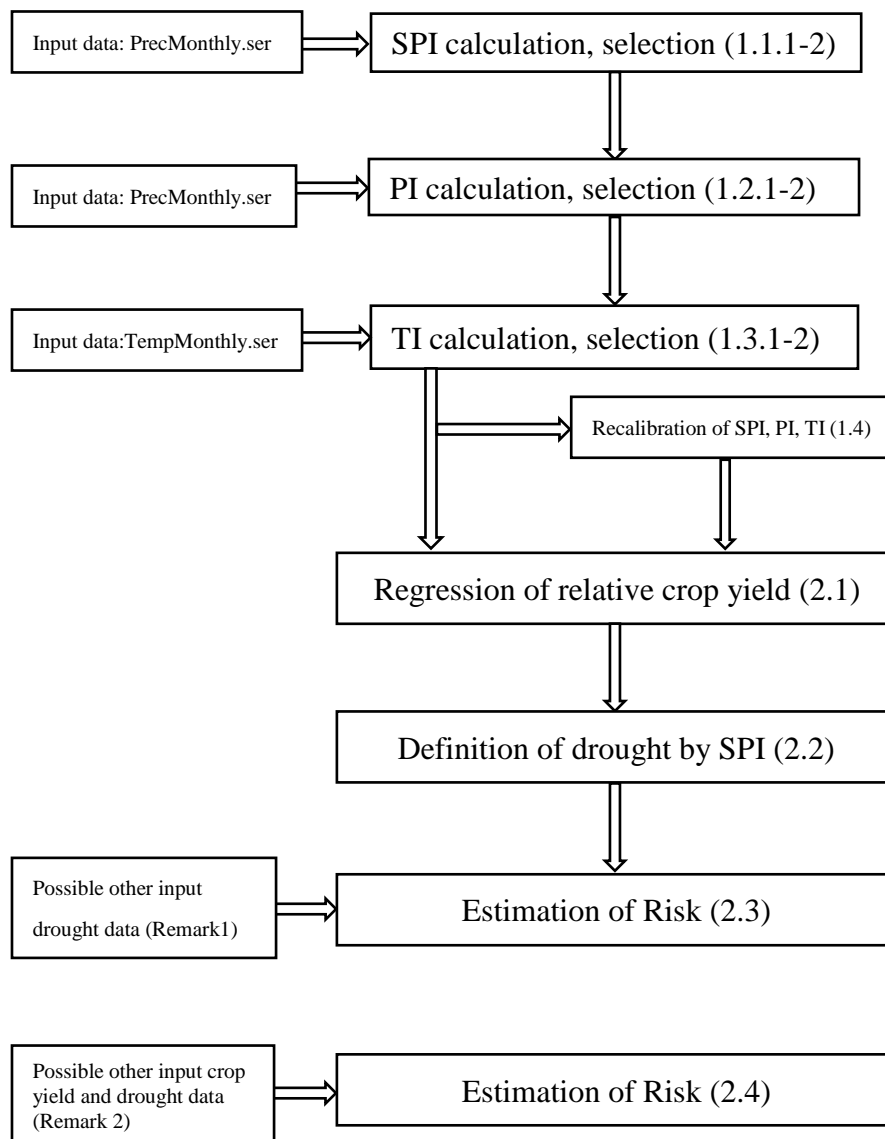 Input data: PrecMonthly.ser
SPI calculation, selection (1.1.1-2)
Input data: PrecMonthly.ser
PI calculation, selection (1.2.1-2)
Input data:TempMonthly.ser
TI calculation, selection (1.3.1-2)
Recalibration of SPI, PI, TI (1.4)
Regression of relative crop yield (2.1)
Definition of drought by SPI (2.2)
Possible other input
drought data (Remark1)
Estimation of Risk (2.3)
Possible other input crop
yield and drought data
(Remark 2)
Estimation of Risk (2.4)